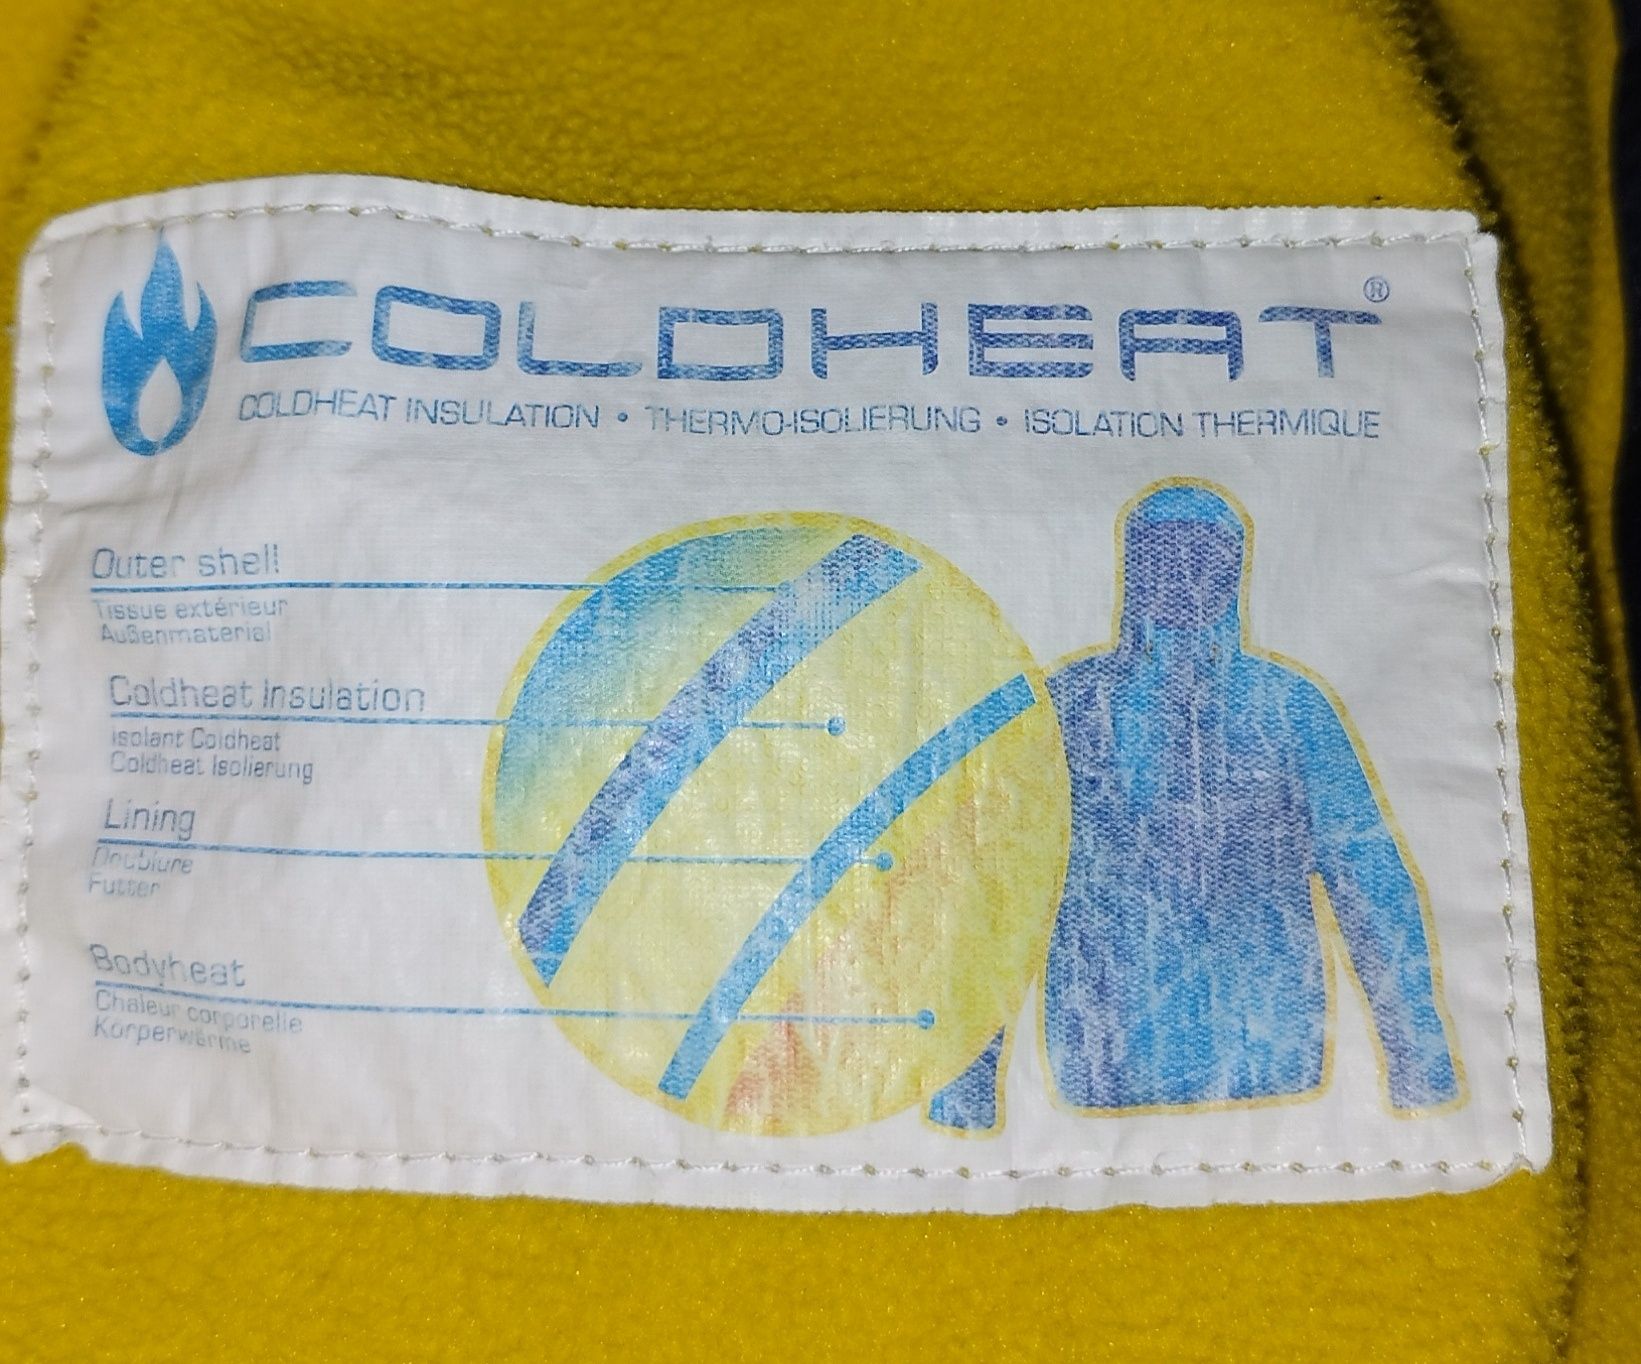 COLDHEAT®
COLDHEAT INSULATION • THERMO-ISOLIERUNG • ISOLATION THERMIQUE
Outer shell
Tissue extérieur
Außenmaterial
Coldheat Insulation
Isolant Coldheat
Coldheat Isolierung
Lining
Doublure
Futter
Bodyheat
Chaleur corporelle
Körperwärme